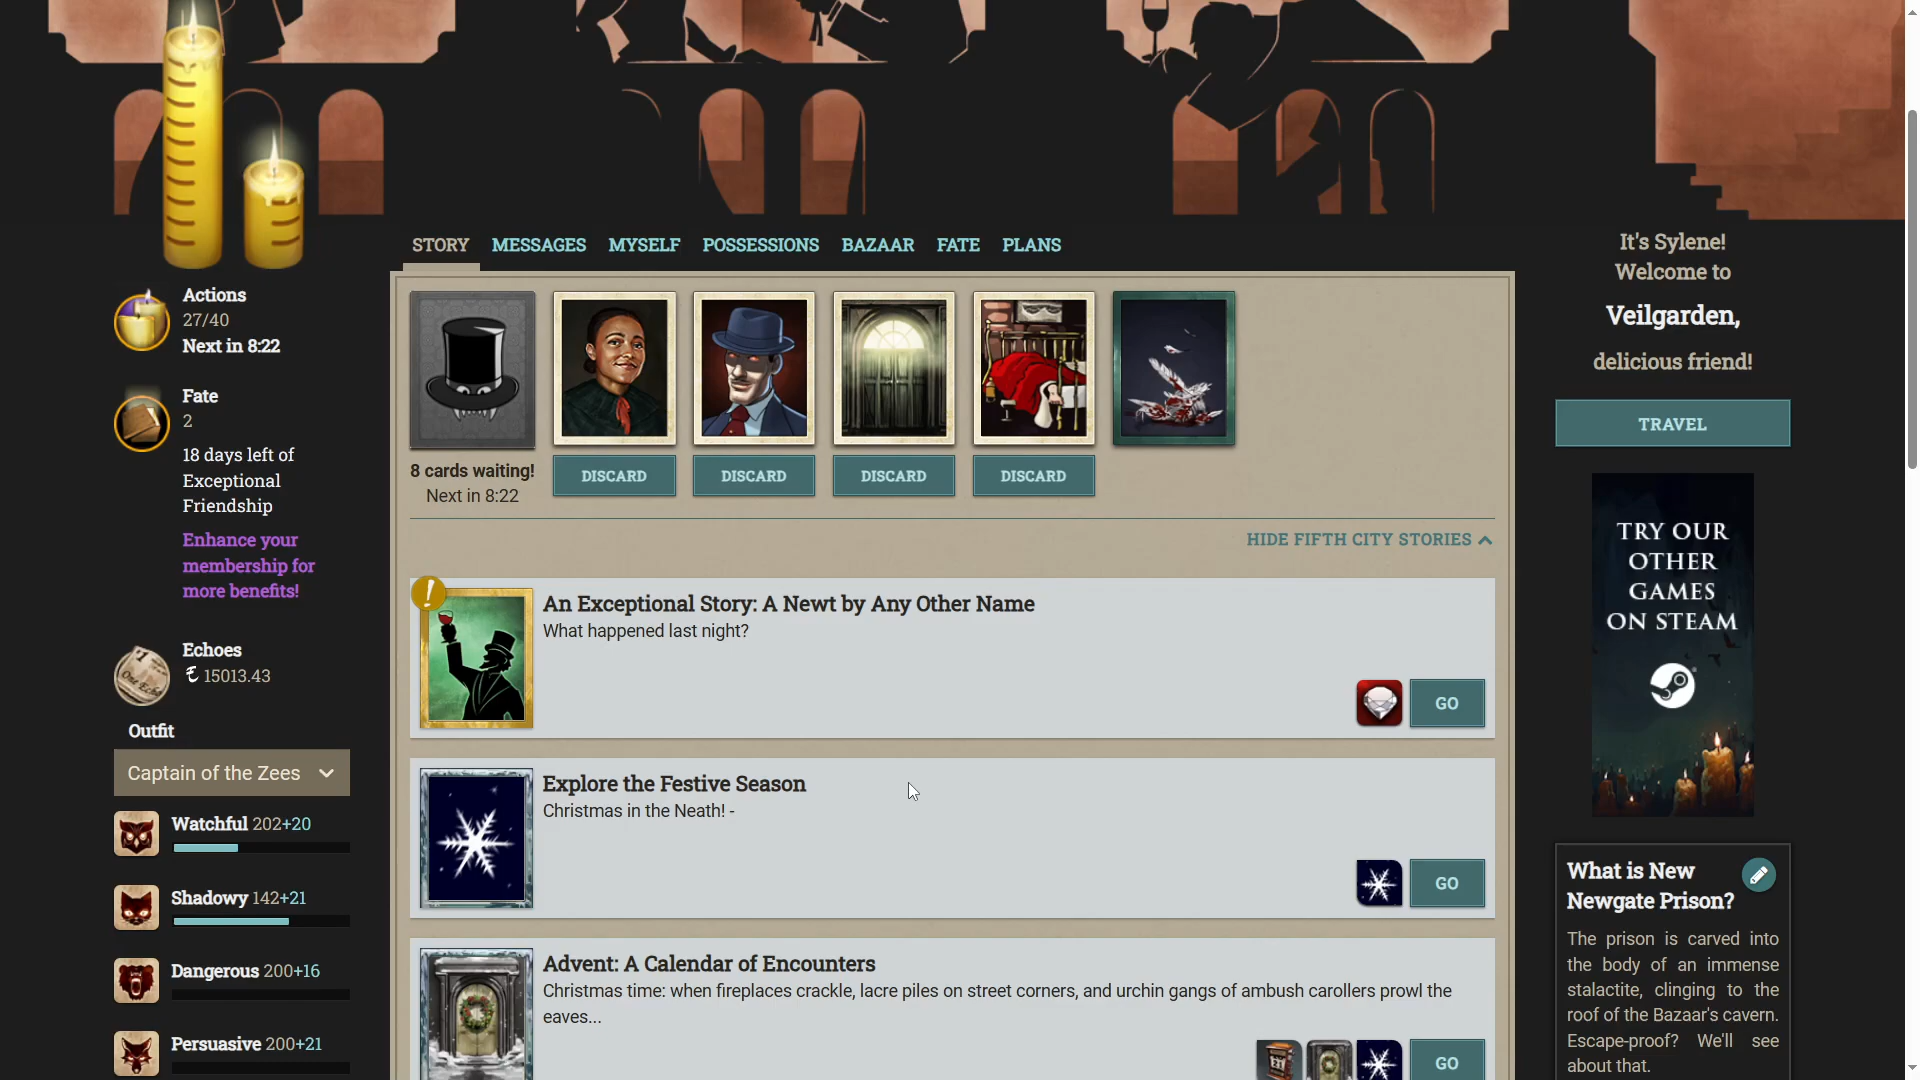 STORY MESSAGES MYSELF POSSESSIONS BAZAAR FATE PLANS
Actions
27/40
Next in 8:22
Fate
2
18 days left of
Exceptional
Friendship
Enhance your
membership for
more benefits!
Echoes
15013.43
Outfit
Captain of the Zees
Watchful 202+20
Shadowy 142+21
Dangerous 200+16
Persuasive 200+21
8 cards waiting!
Next in 8:22
DISCARD DISCARD DISCARD DISCARD
HIDE FIFTH CITY STORIES
An Exceptional Story: A Newt by Any Other Name
What happened last night?
GO
Explore the Festive Season
Christmas in the Neath! -
GO
Advent: A Calendar of Encounters
Christmas time: when fireplaces crackle, lacre piles on street corners, and urchin gangs of ambush carollers prowl the
eaves...
21
GO
It's Sylene!
Welcome to
Veilgarden,
delicious friend!
TRAVEL
TRY OUR
OTHER
GAMES
ON STEAM
What is New
Newgate Prison?
The prison is carved into
the body of an immense
stalactite, clinging to the
roof of the Bazaar's cavern.
Escape-proof? We'll see
about that.